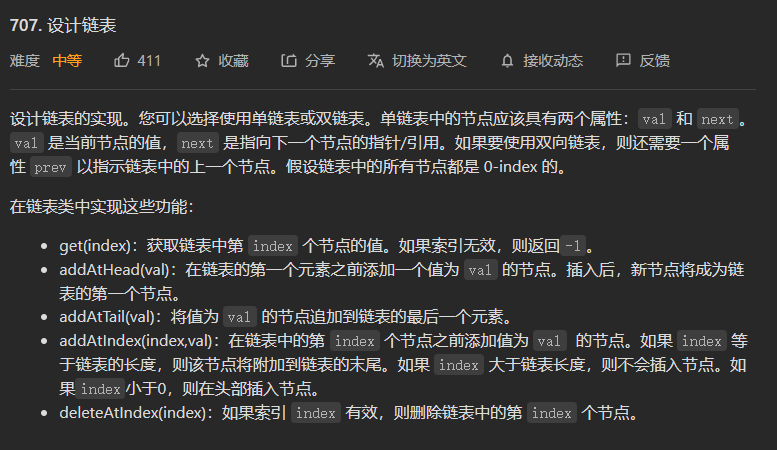 707. 设计链表
难度 中等 411 收藏 分享 切换为英文 接收动态 反馈
设计链表的实现。您可以选择使用单链表或双链表。单链表中的节点应该具有两个属性：val 和 next。
val 是当前节点的值，next 是指向下一个节点的指针/引用。如果要使用双向链表，则还需要一个属
性 prev 以指示链表中的上一个节点。假设链表中的所有节点都是 0-index 的。
在链表类中实现这些功能：
• get(index)：获取链表中第 index 个节点的值。如果索引无效，则返回-1。
• addAtHead(val)：在链表的第一个元素之前添加一个值为 val 的节点。插入后，新节点将成为链
表的第一个节点。
• addAtTail(val)：将值为 val 的节点追加到链表的最后一个元素。
• addAtIndex(index,val)：在链表中的第 index 个节点之前添加值为 val 的节点。如果 index 等
于链表的长度，则该节点将附加到链表的末尾。如果 index 大于链表长度，则不会插入节点。如
果index小于0，则在头部插入节点。
• deleteAtIndex(index)：如果索引 index 有效，则删除链表中的第 index 个节点。